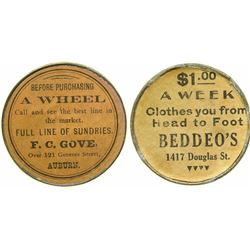 BEFORE PURCHASING
A WHEEL
Call and see the best line in
the market.
FULL LINE OF SUNDRIES.
F. C. GOVE,
Over 121 Genesee Street,
AUBURN.
$1.00
A WEEK
Clothes you from
Head to Foot
BEDDEO'S
1417 Douglas St.